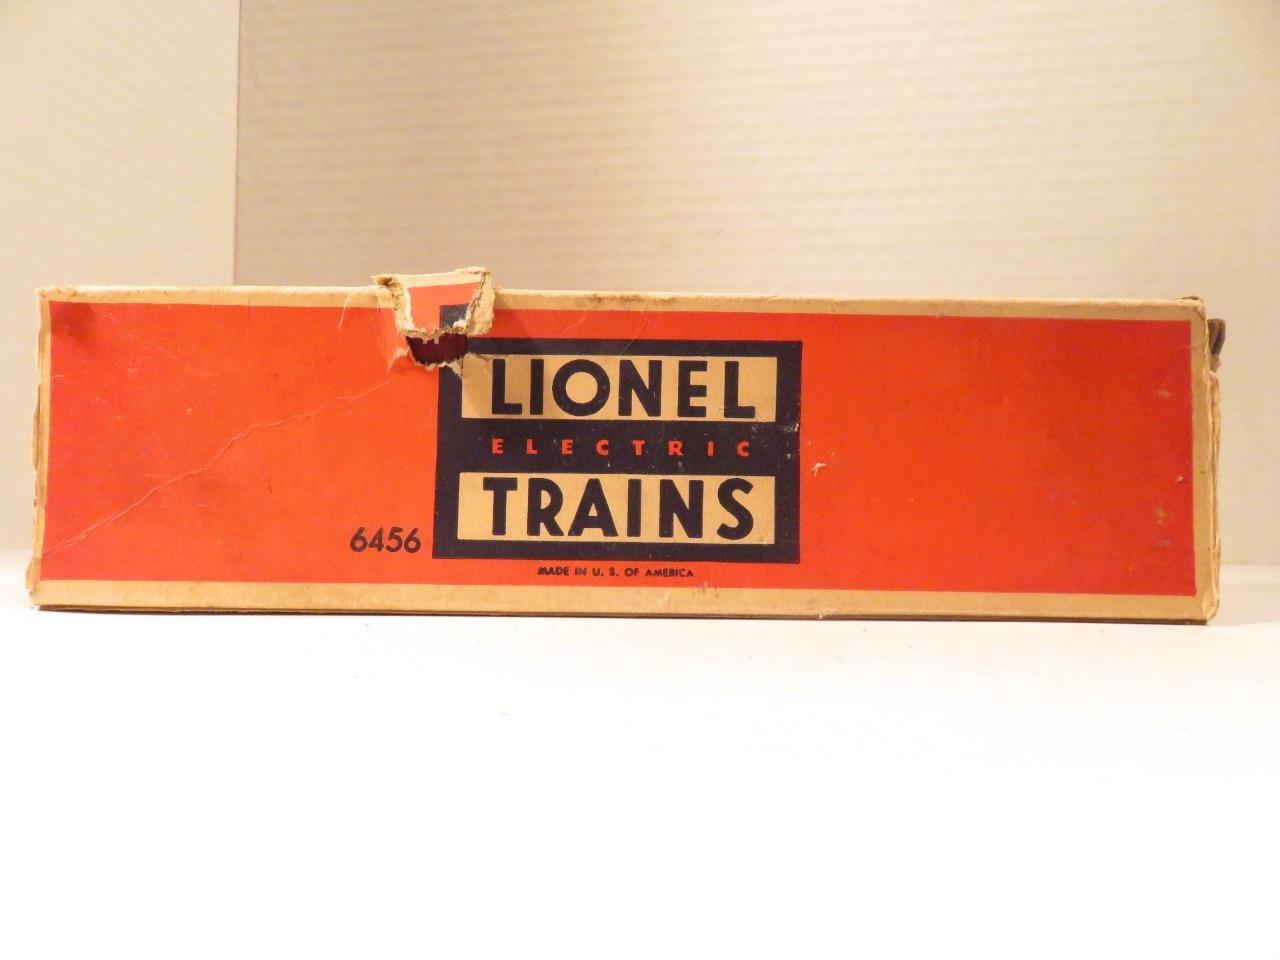 LIONEL
ELECTRIC
TRAINS
6456
MADE IN U. S. OF AMERICA